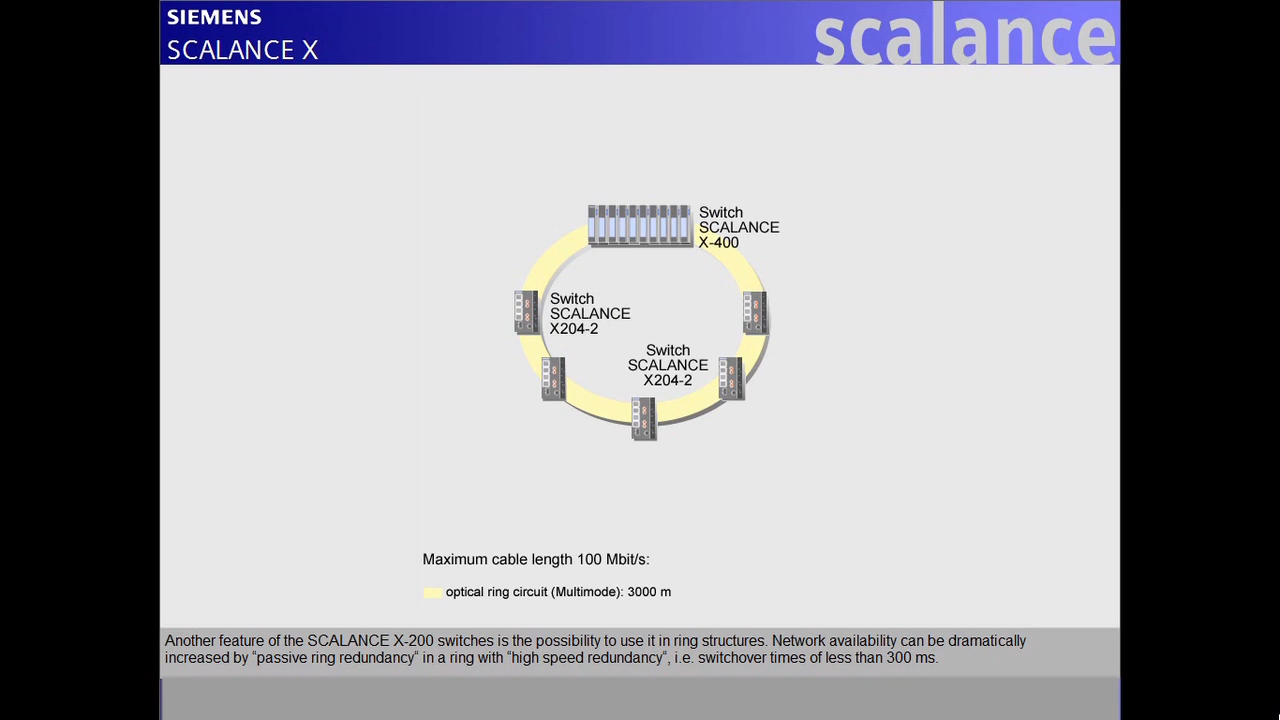 SIEMENS
SCALANCE X
scalance
Switch
SCALANCE
X-400
Switch
SCALANCE
X204-2
Switch
SCALANCE
X204-2
Maximum cable length 100 Mbit/s:
optical ring circuit (Multimode): 3000 m
Another feature of the SCALANCE X-200 switches is the possibility to use it in ring structures. Network availability can be dramatically
increased by “passive ring redundancy“ in a ring with “high speed redundancy“, i.e. switchover times of less than 300 ms.